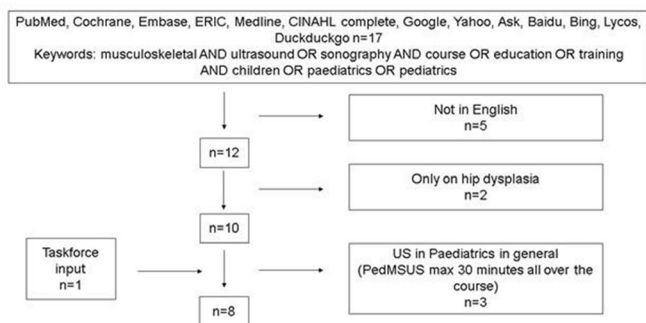 PubMed, Cochrane, Embase, ERIC, Medline, CINAHL complete, Google, Yahoo, Ask, Baidu, Bing, Lycos,
Duckduckgo n=17
Keywords: musculoskeletal AND ultrasound OR sonography AND course OR education OR training
AND children OR paediatrics OR pediatrics
Not in English
n=5
n=12
Only on hip dysplasia
n=2
n=10
Taskforce
input
n=1
US in Paediatrics in general
(PedMSUS max 30 minutes all over the
course)
n=3
n=8